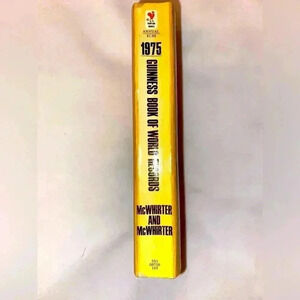 1975
GUINNESS BOOK OF WORLD RECORDS
McWHIRTER
AND
McWHIRTER